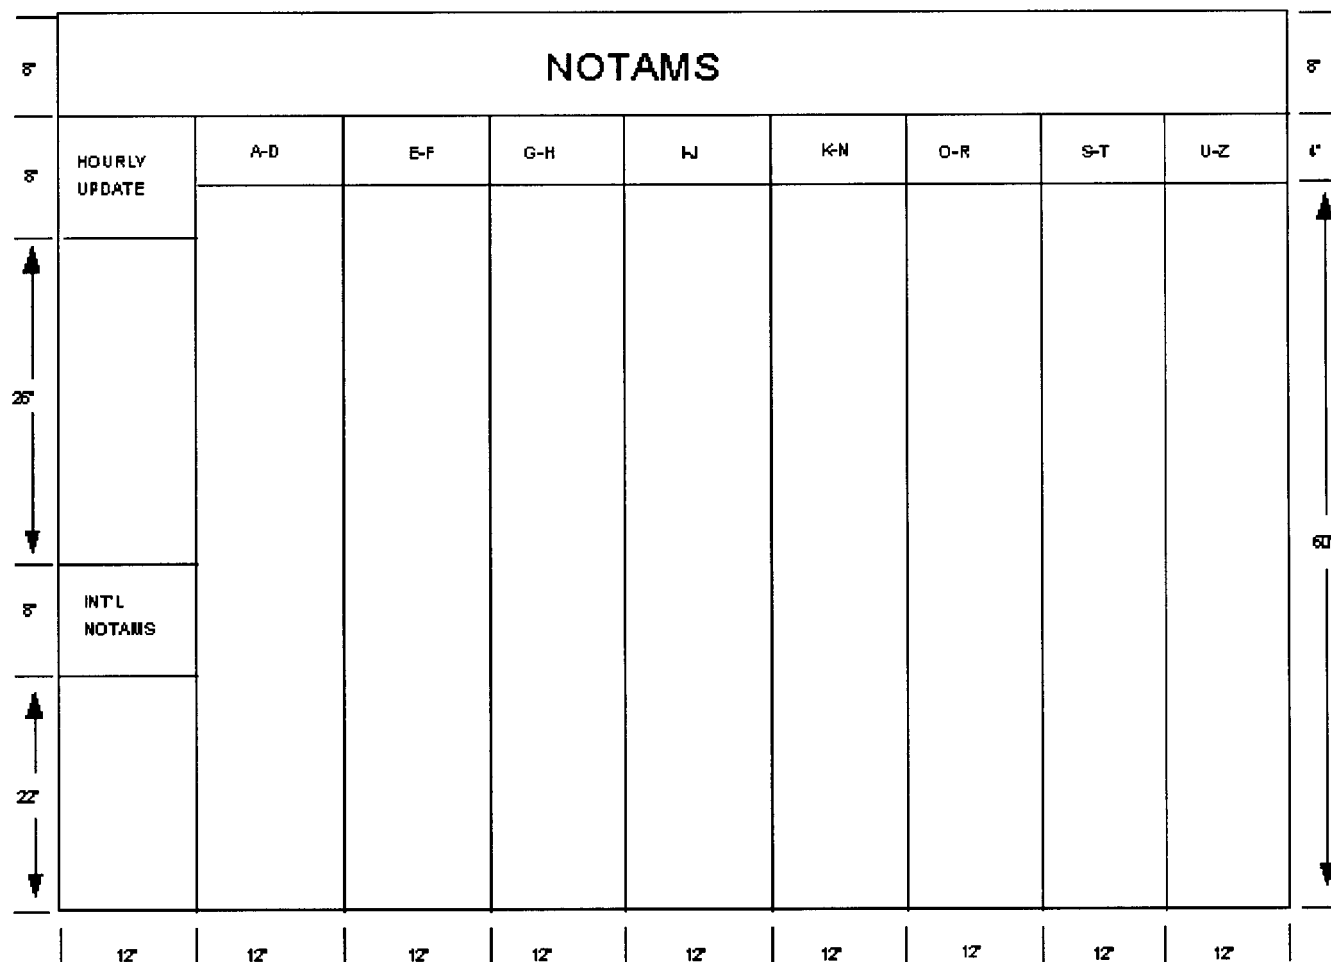 NOTAMS
8" 8"
HOURLY UPDATE A-D E-F G-H I-J K-N O-R S-T U-Z
8" 4"
26"
60"
INT'L NOTAMS
8"
22"
12" 12" 12" 12" 12" 12" 12" 12" 12"